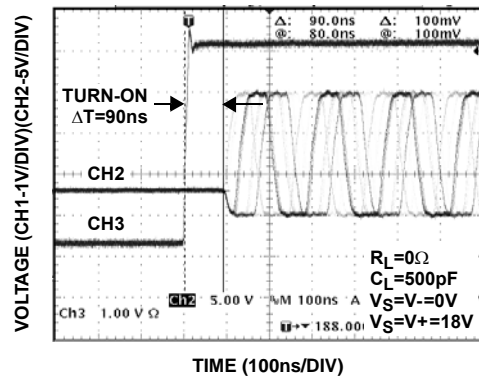 Δ: 90.0ns Δ: 100mV
@: 80.0ns @: 100mV
T
TURN-ON
ΔT=90ns
CH2
CH3
RL=0Ω
CL=500pF
VS=V-=0V
VS=V+=18V
Ch2 5.00 V M 100ns A
Ch3 1.00 V Ω
T 188.00
VOLTAGE (CH1-1V/DIV)(CH2-5V/DIV)
TIME (100ns/DIV)